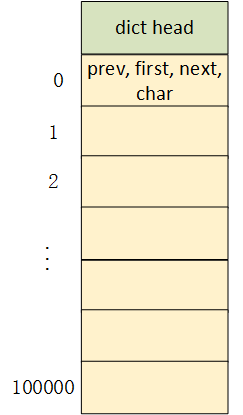 dict head
0
prev, first, next,
char
1
2
⋮
100000